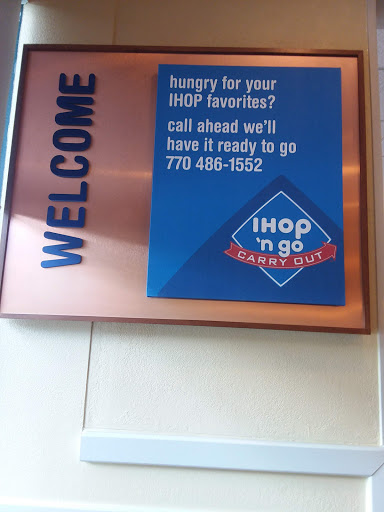 WELCOME
hungry for your
IHOP favorites?
call ahead we'll
have it ready to go
770 486-1552
IHOP
'n go
CARRY OUT